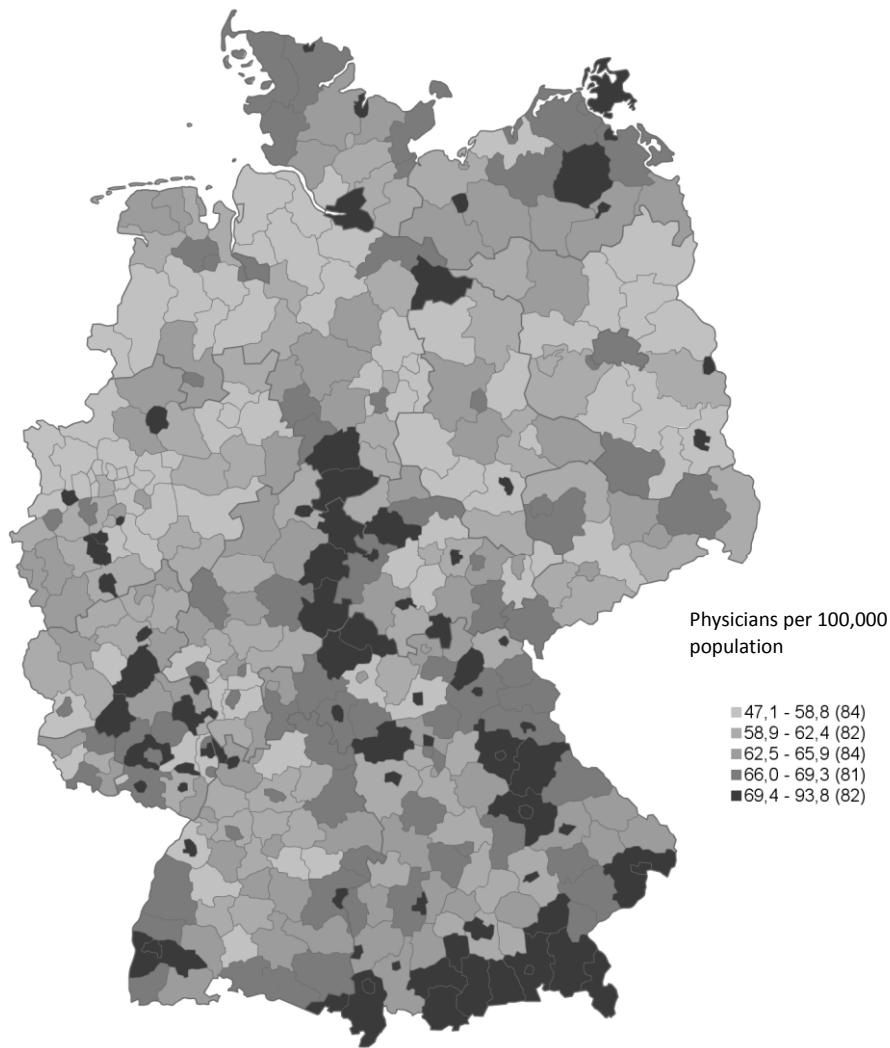 Physicians per 100,000
population
47,1 - 58,8 (84)
58,9 - 62,4 (82)
62,5 - 65,9 (84)
66,0 - 69,3 (81)
69,4 - 93,8 (82)